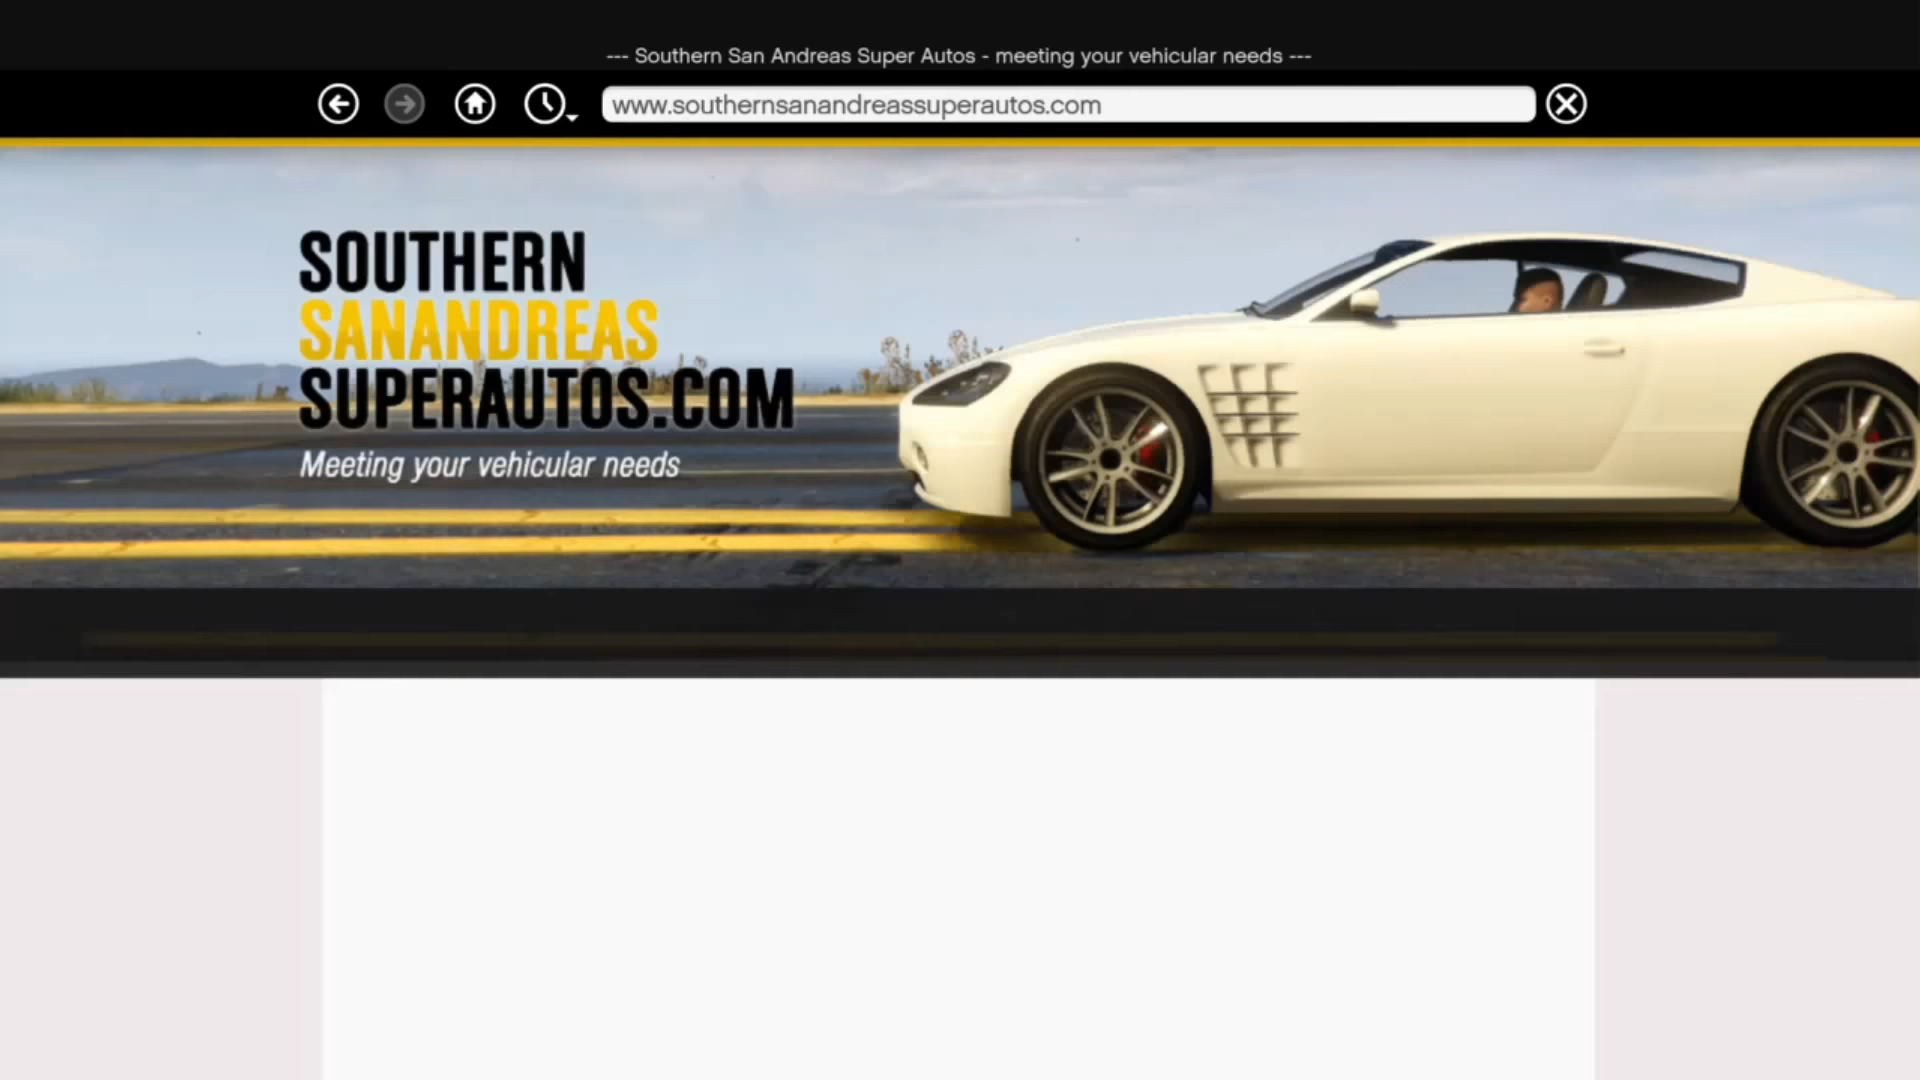 --- Southern San Andreas Super Autos - meeting your vehicular needs ---
www.southernsanandreassuperautos.com
SOUTHERN
SANANDREAS
SUPERAUTOS.COM
Meeting your vehicular needs